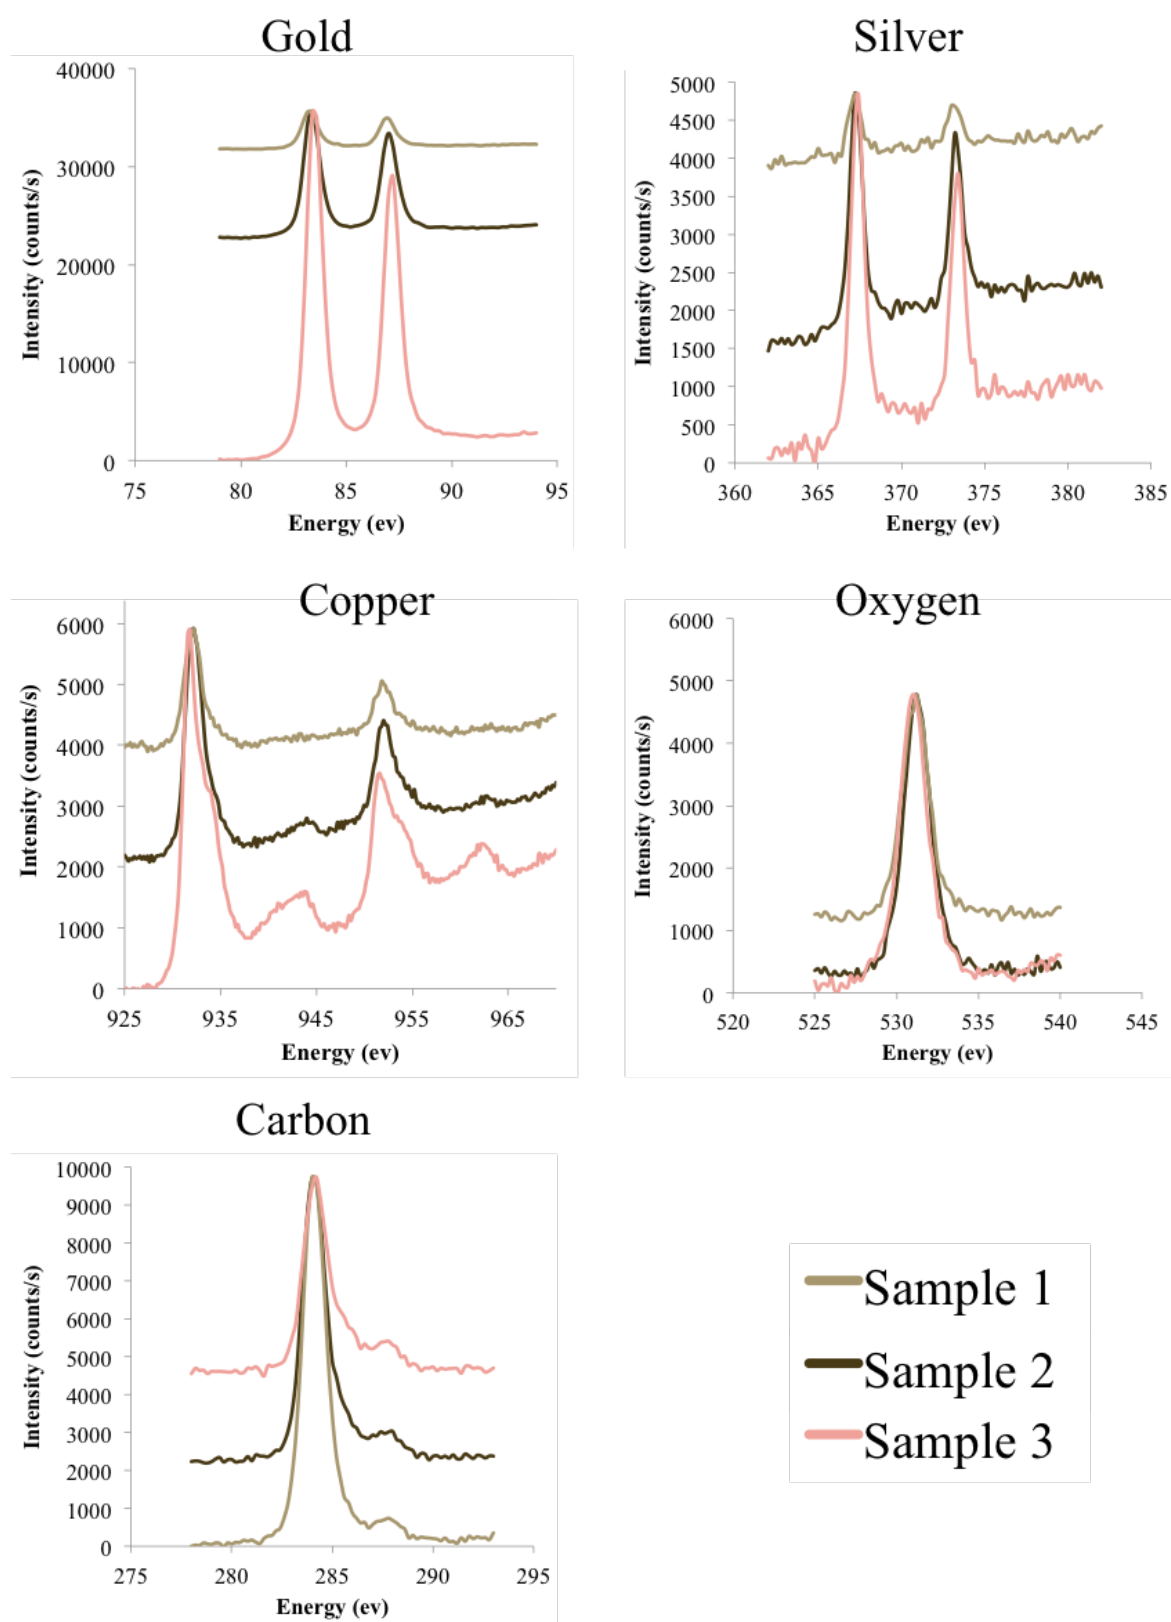 Gold
40000
30000
20000
10000
0
Intensity (counts/s)
75 80 85 90 95
Energy (ev)
Silver
5000
4500
4000
3500
3000
2500
2000
1500
1000
500
0
Intensity (counts/s)
360 365 370 375 380 385
Energy (ev)
Copper
6000
5000
4000
3000
2000
1000
0
Intensity (counts/s)
925 935 945 955 965
Energy (ev)
Oxygen
6000
5000
4000
3000
2000
1000
0
Intensity (counts/s)
520 525 530 535 540 545
Energy (ev)
Carbon
10000
9000
8000
7000
6000
5000
4000
3000
2000
1000
0
Intensity (counts/s)
275 280 285 290 295
Energy (ev)
Sample 1
Sample 2
Sample 3